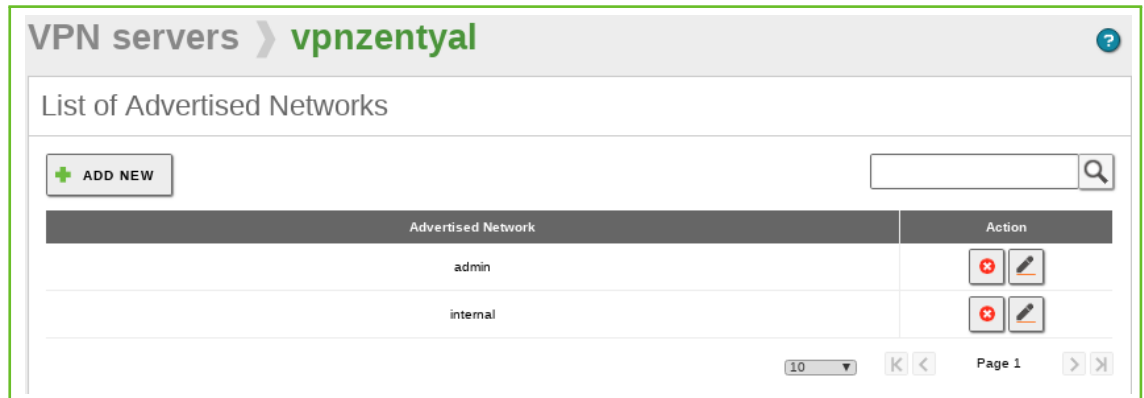 VPN servers ❯ vpnzentyal
?
List of Advertised Networks
ADD NEW
Advertised Network Action
admin
internal
10 Page 1